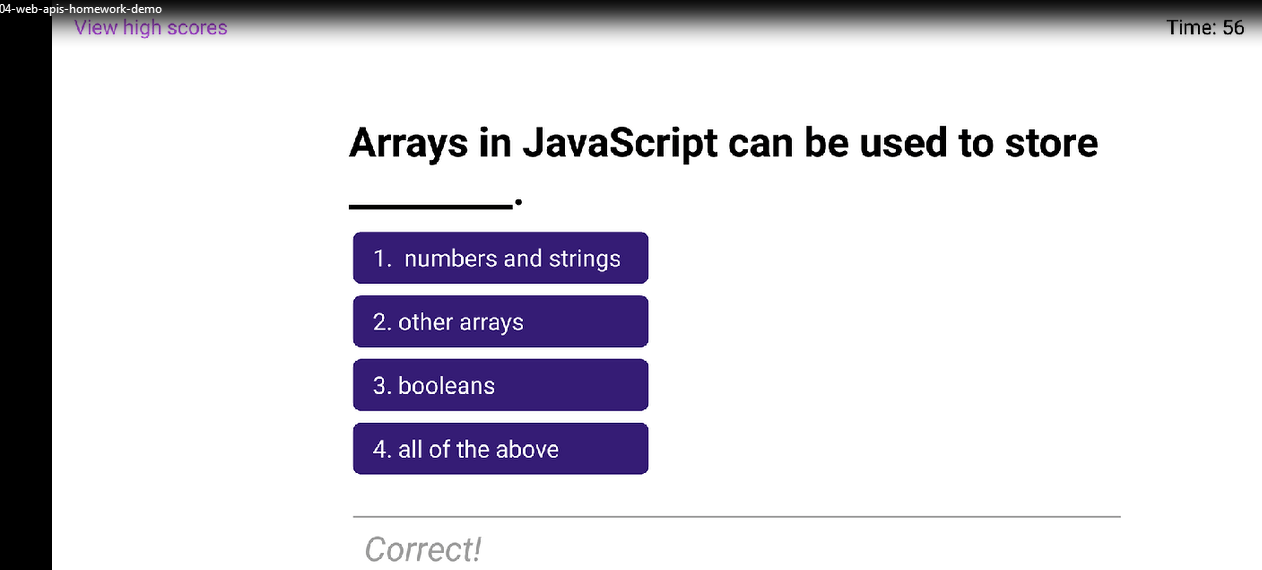 04-web-apis-homework-demo
View high scores
Time: 56
Arrays in JavaScript can be used to store
________.
1. numbers and strings
2. other arrays
3. booleans
4. all of the above
Correct!